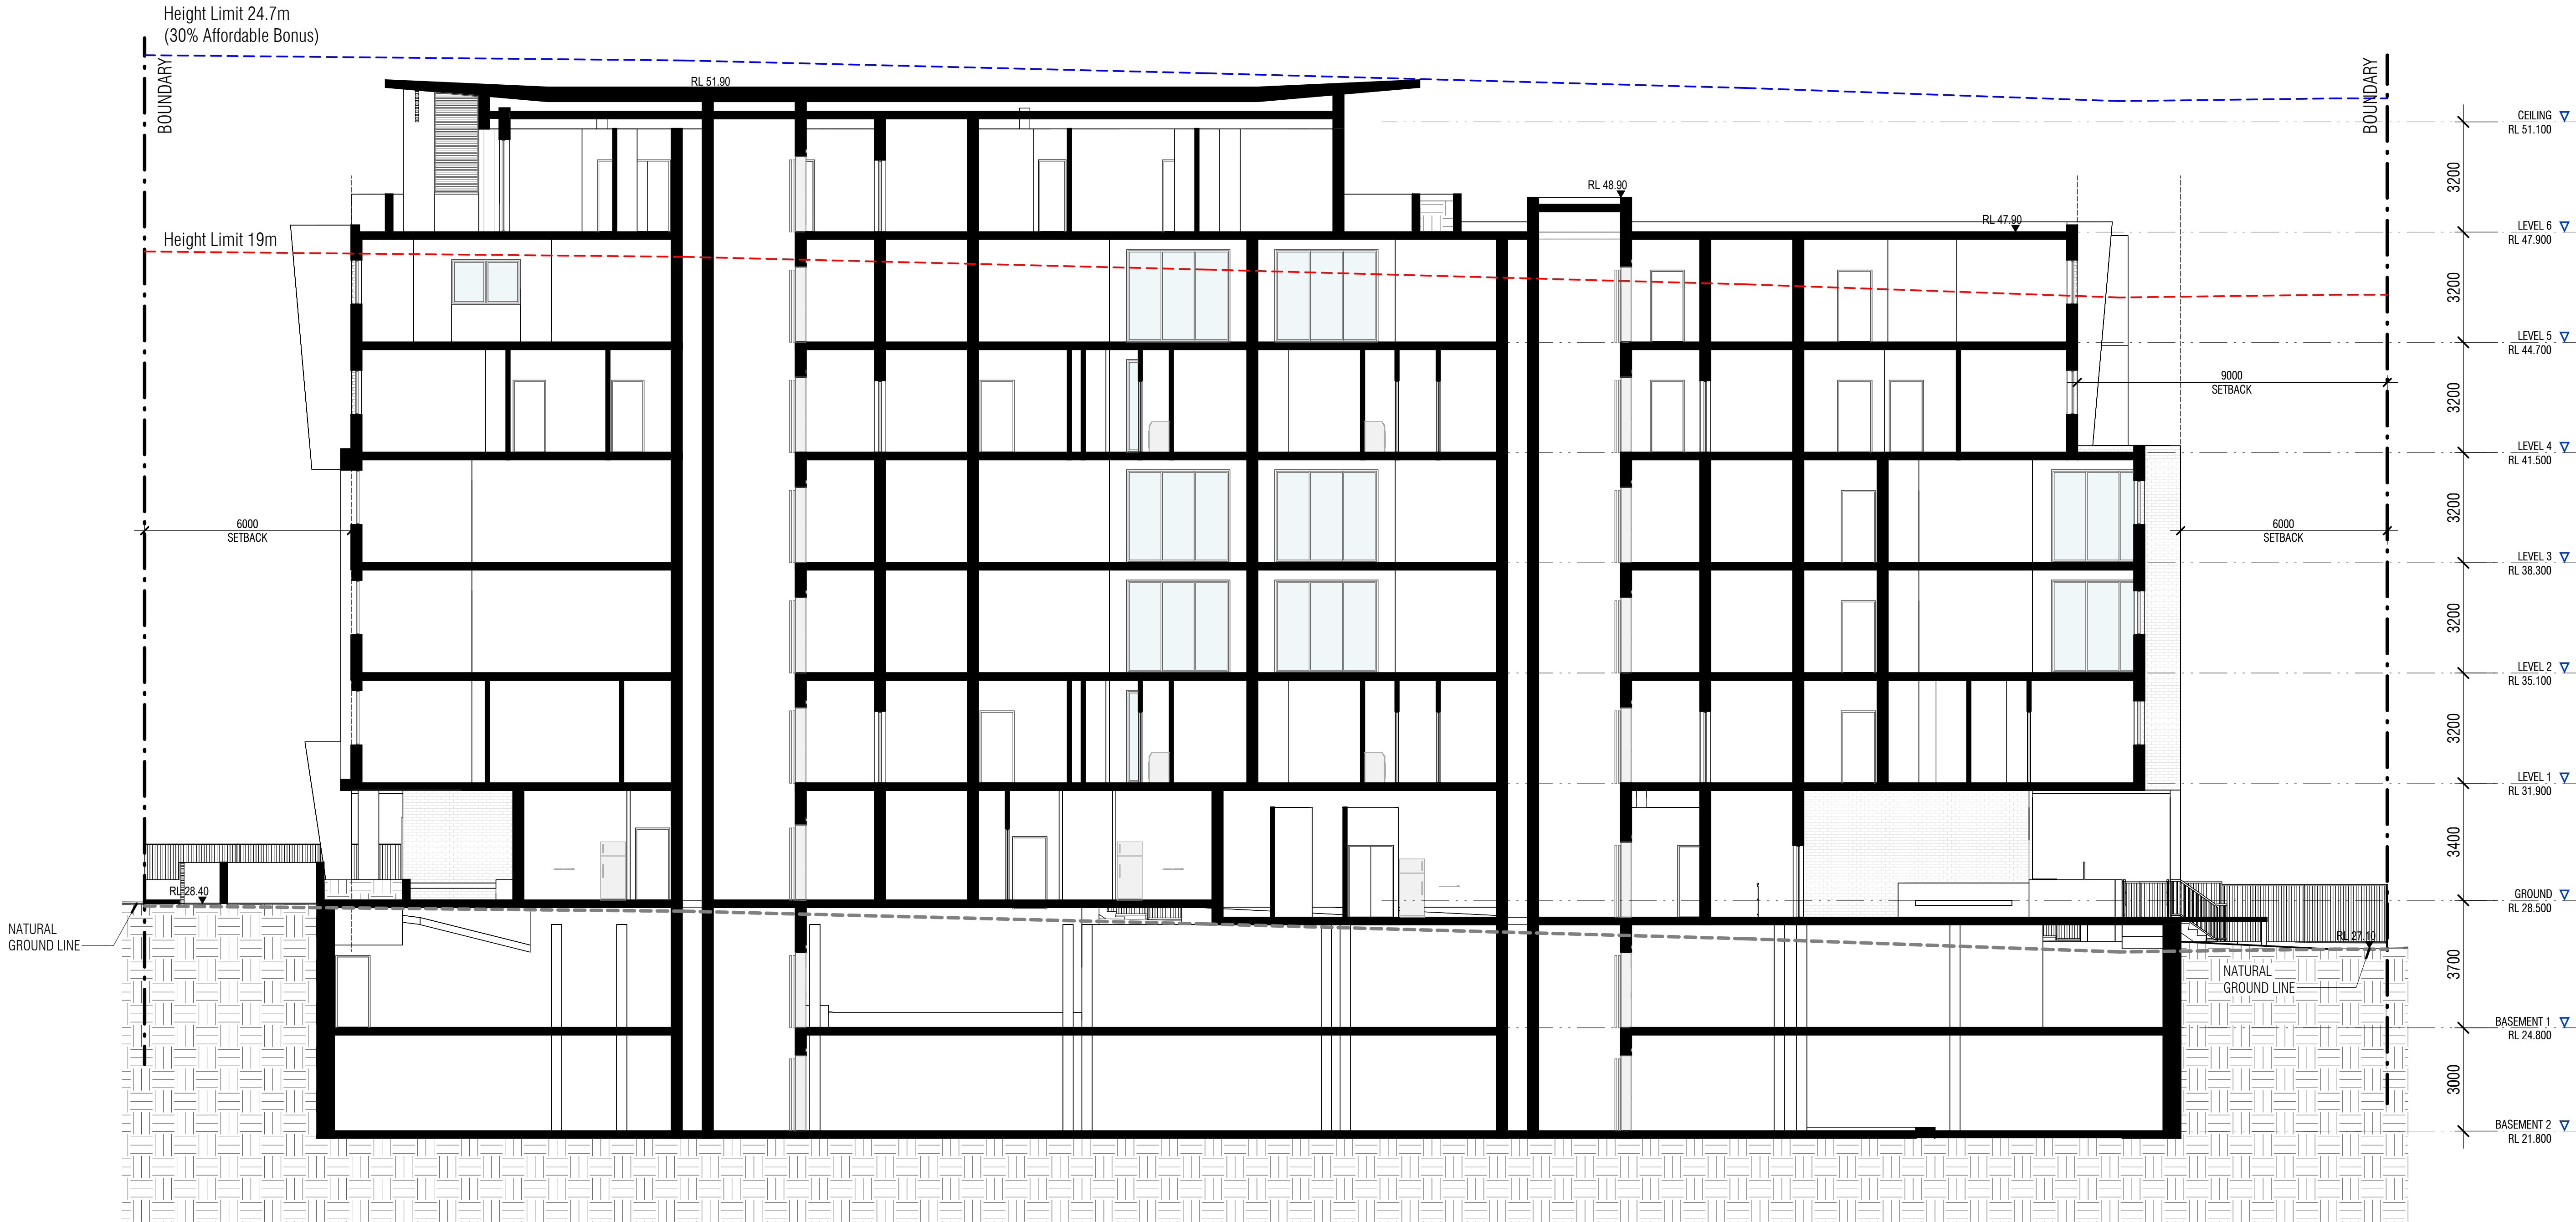 Height Limit 24.7m
(30% Affordable Bonus)
BOUNDARY
BOUNDARY
RL 51.90
CEILING
RL 51.100
3200
RL 48.90
RL 47.90
LEVEL 6
RL 47.900
Height Limit 19m
3200
LEVEL 5
RL 44.700
9000
SETBACK
3200
LEVEL 4
RL 41.500
6000
SETBACK
6000
SETBACK
3200
LEVEL 3
RL 38.300
3200
LEVEL 2
RL 35.100
3200
LEVEL 1
RL 31.900
3400
RL 28.40
GROUND
RL 28.500
NATURAL
GROUND LINE
RL 27.10
NATURAL
GROUND LINE
3700
BASEMENT 1
RL 24.800
3000
BASEMENT 2
RL 21.800